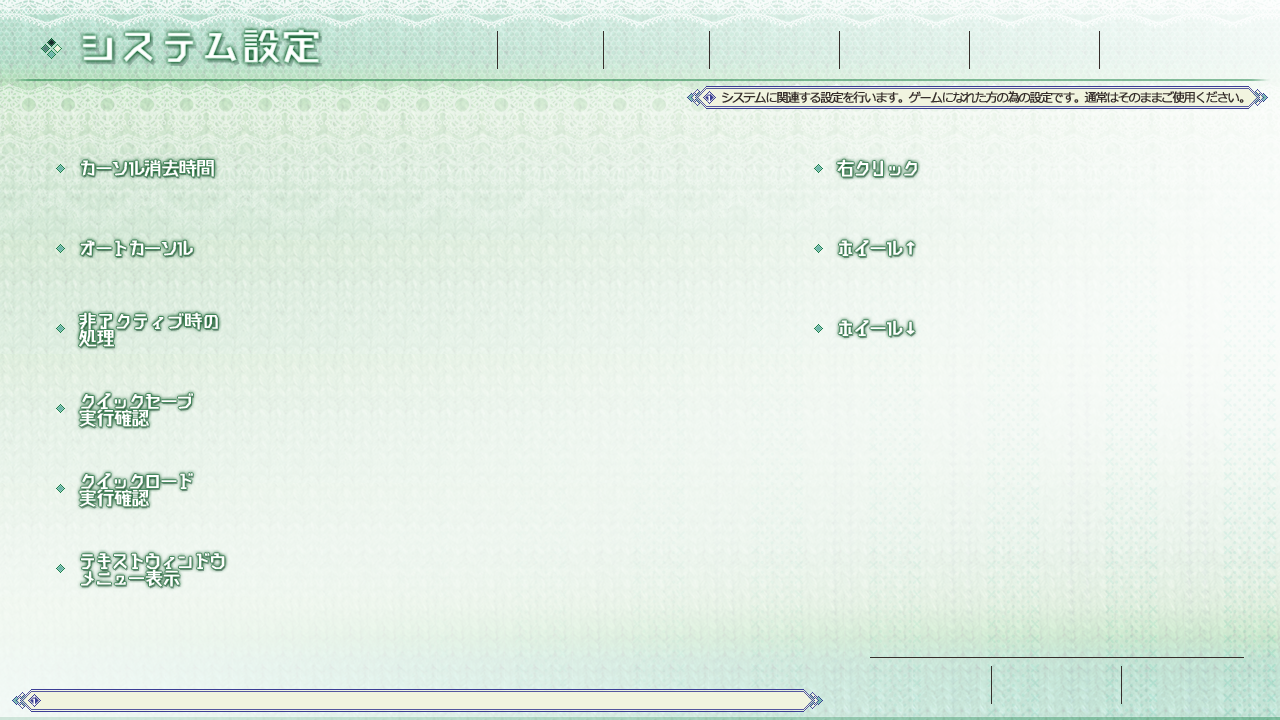 システム設定
システムに関連する設定を行います。ゲームになれた方の為の設定です。通常はそのままご使用ください。
カーソル消去時間
オートカーソル
非アクティブ時の
処理
クイックセーブ
実行確認
クイックロード
実行確認
テキストウィンドウ
メニュー表示
右クリック
ホイール↑
ホイール↓